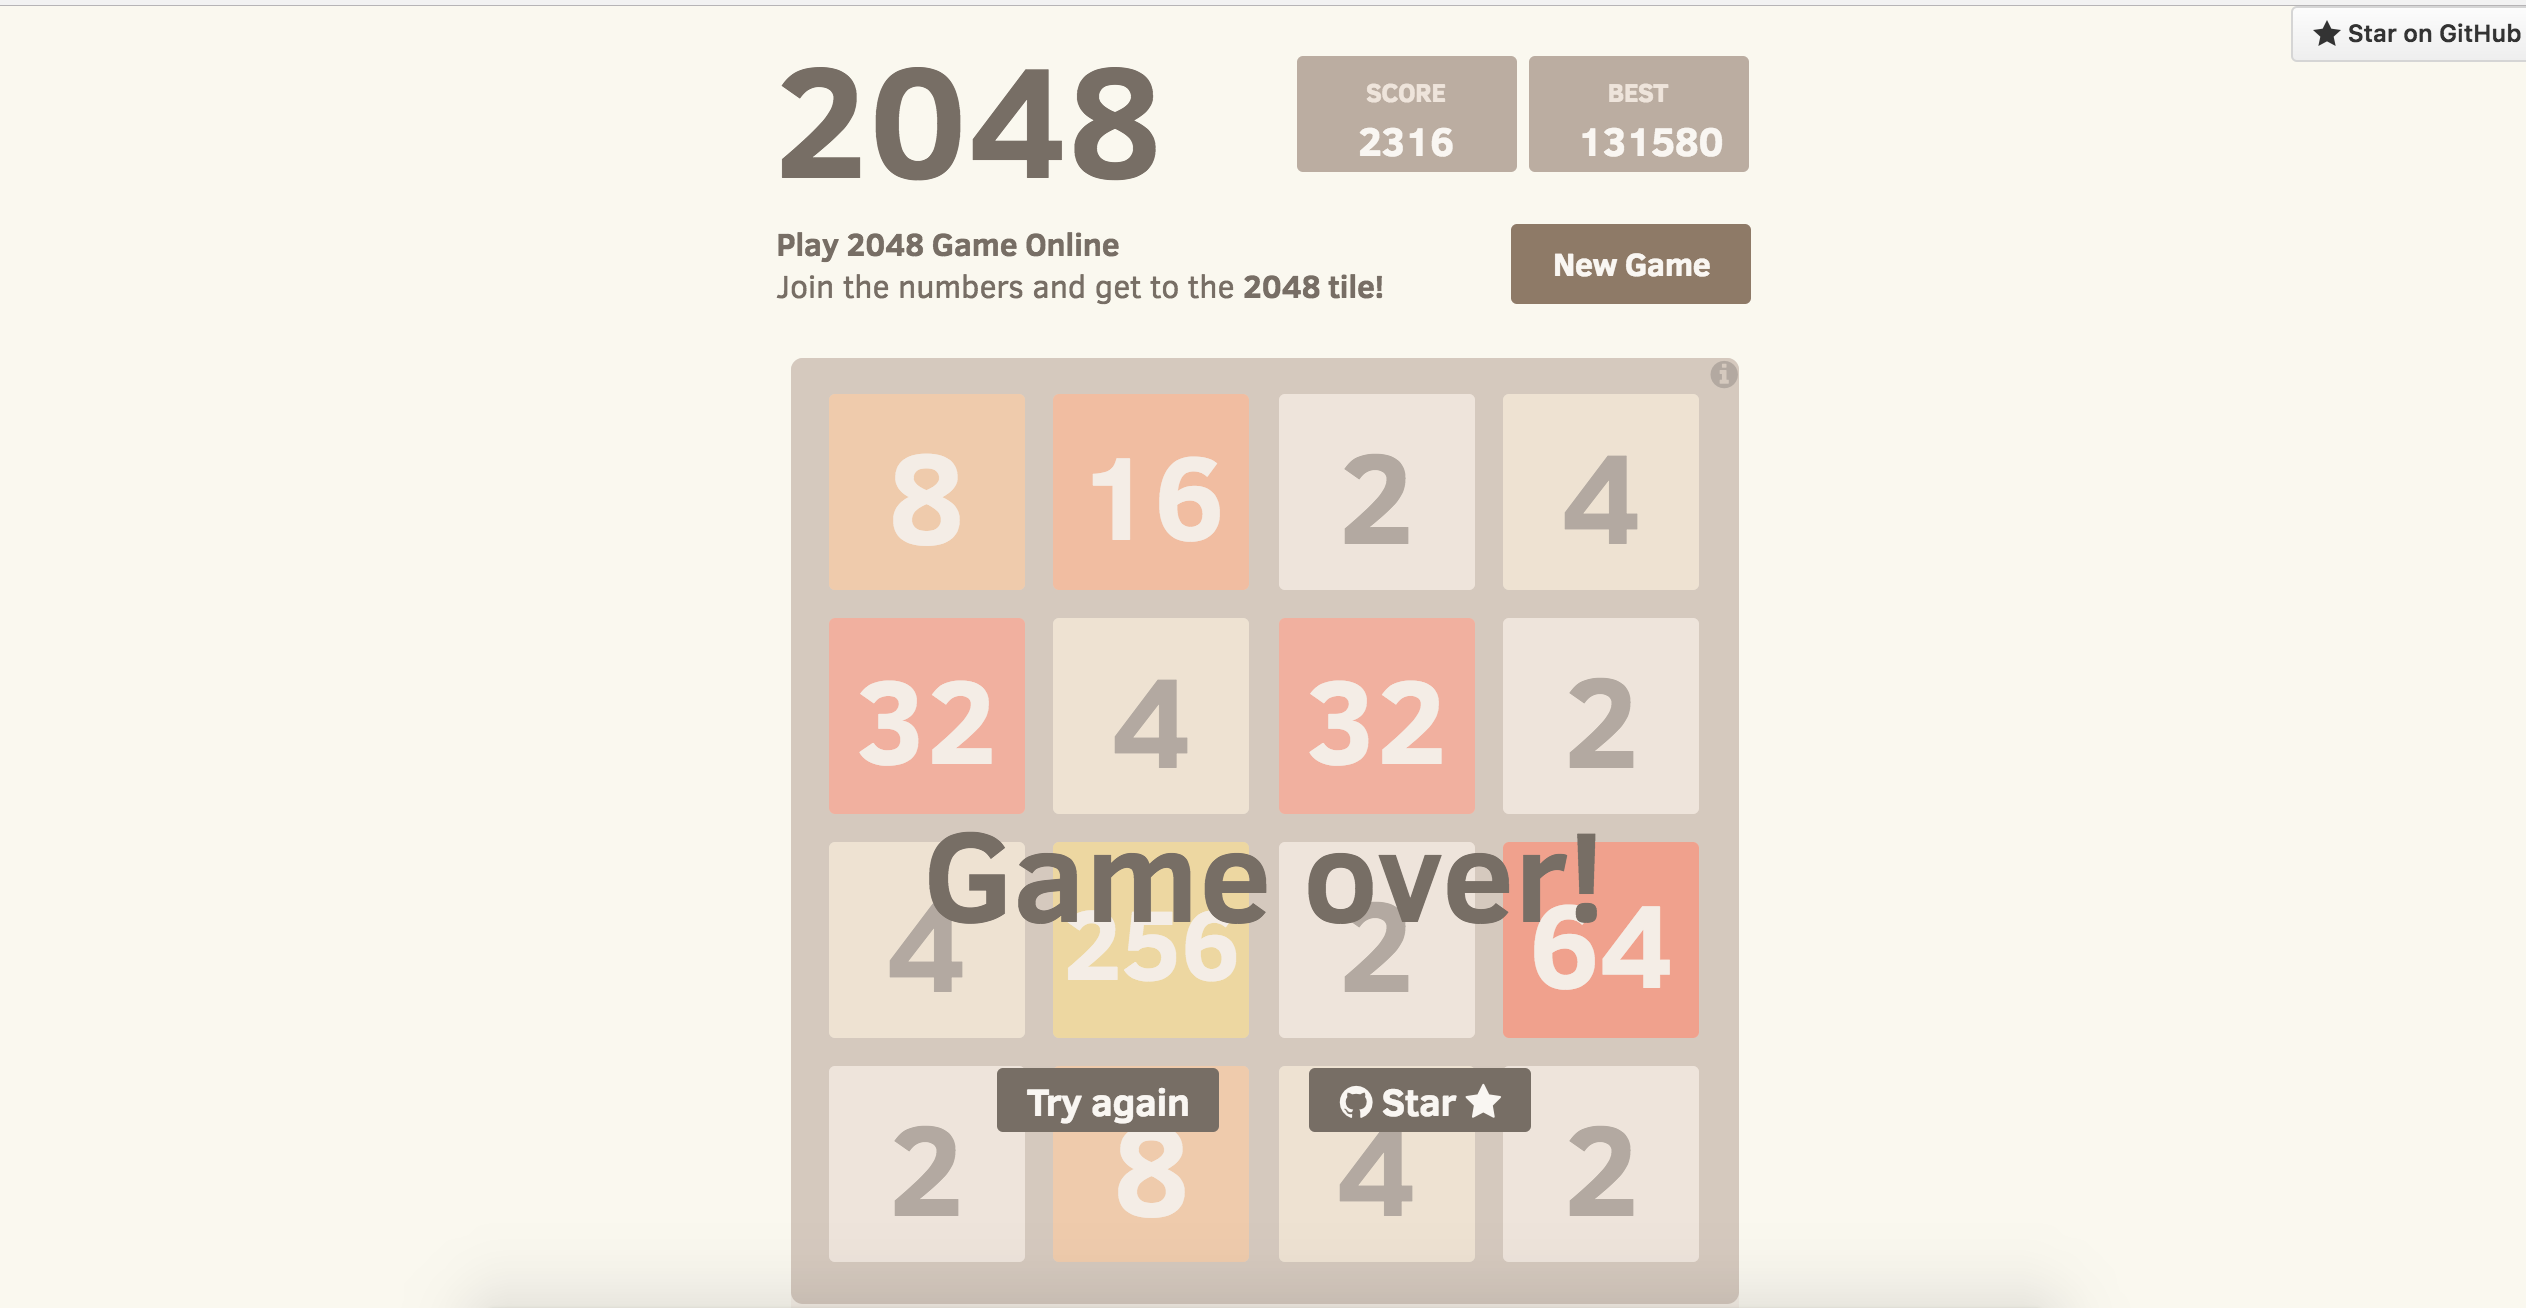 Star on GitHub
2048
SCORE
2316
BEST
131580
Play 2048 Game Online
Join the numbers and get to the 2048 tile!
New Game
8 16 2 4
32 4 32 2
Game over!
4 256 2 64
Try again
Star
2 8 4 2